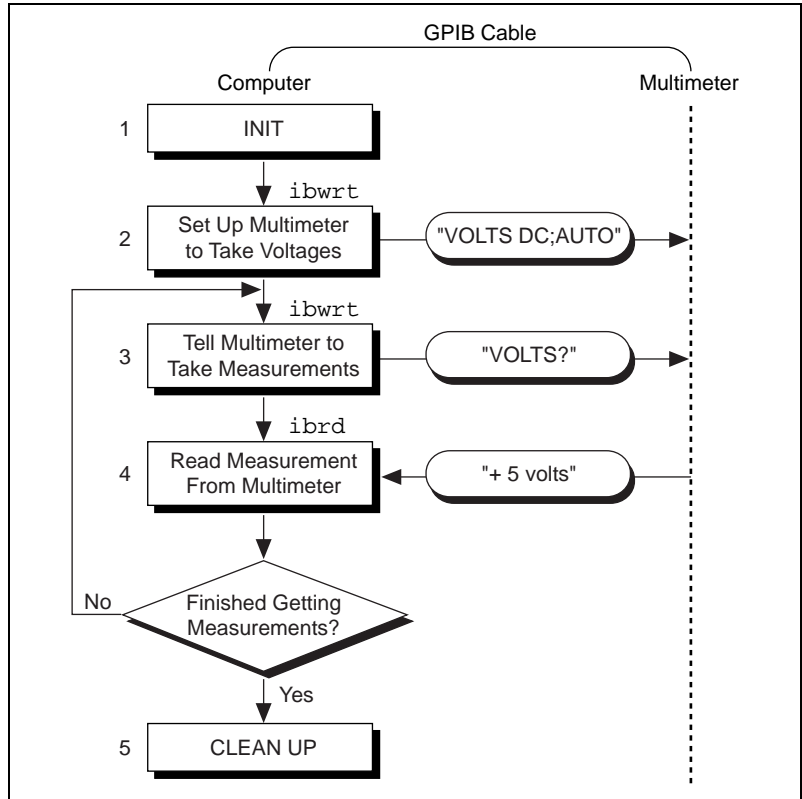 GPIB Cable
Computer
Multimeter
1
INIT
ibwrt
2
Set Up Multimeter
to Take Voltages
"VOLTS DC;AUTO"
ibwrt
3
Tell Multimeter to
Take Measurements
"VOLTS?"
ibrd
4
Read Measurement
From Multimeter
"+ 5 volts"
No
Finished Getting
Measurements?
Yes
5
CLEAN UP